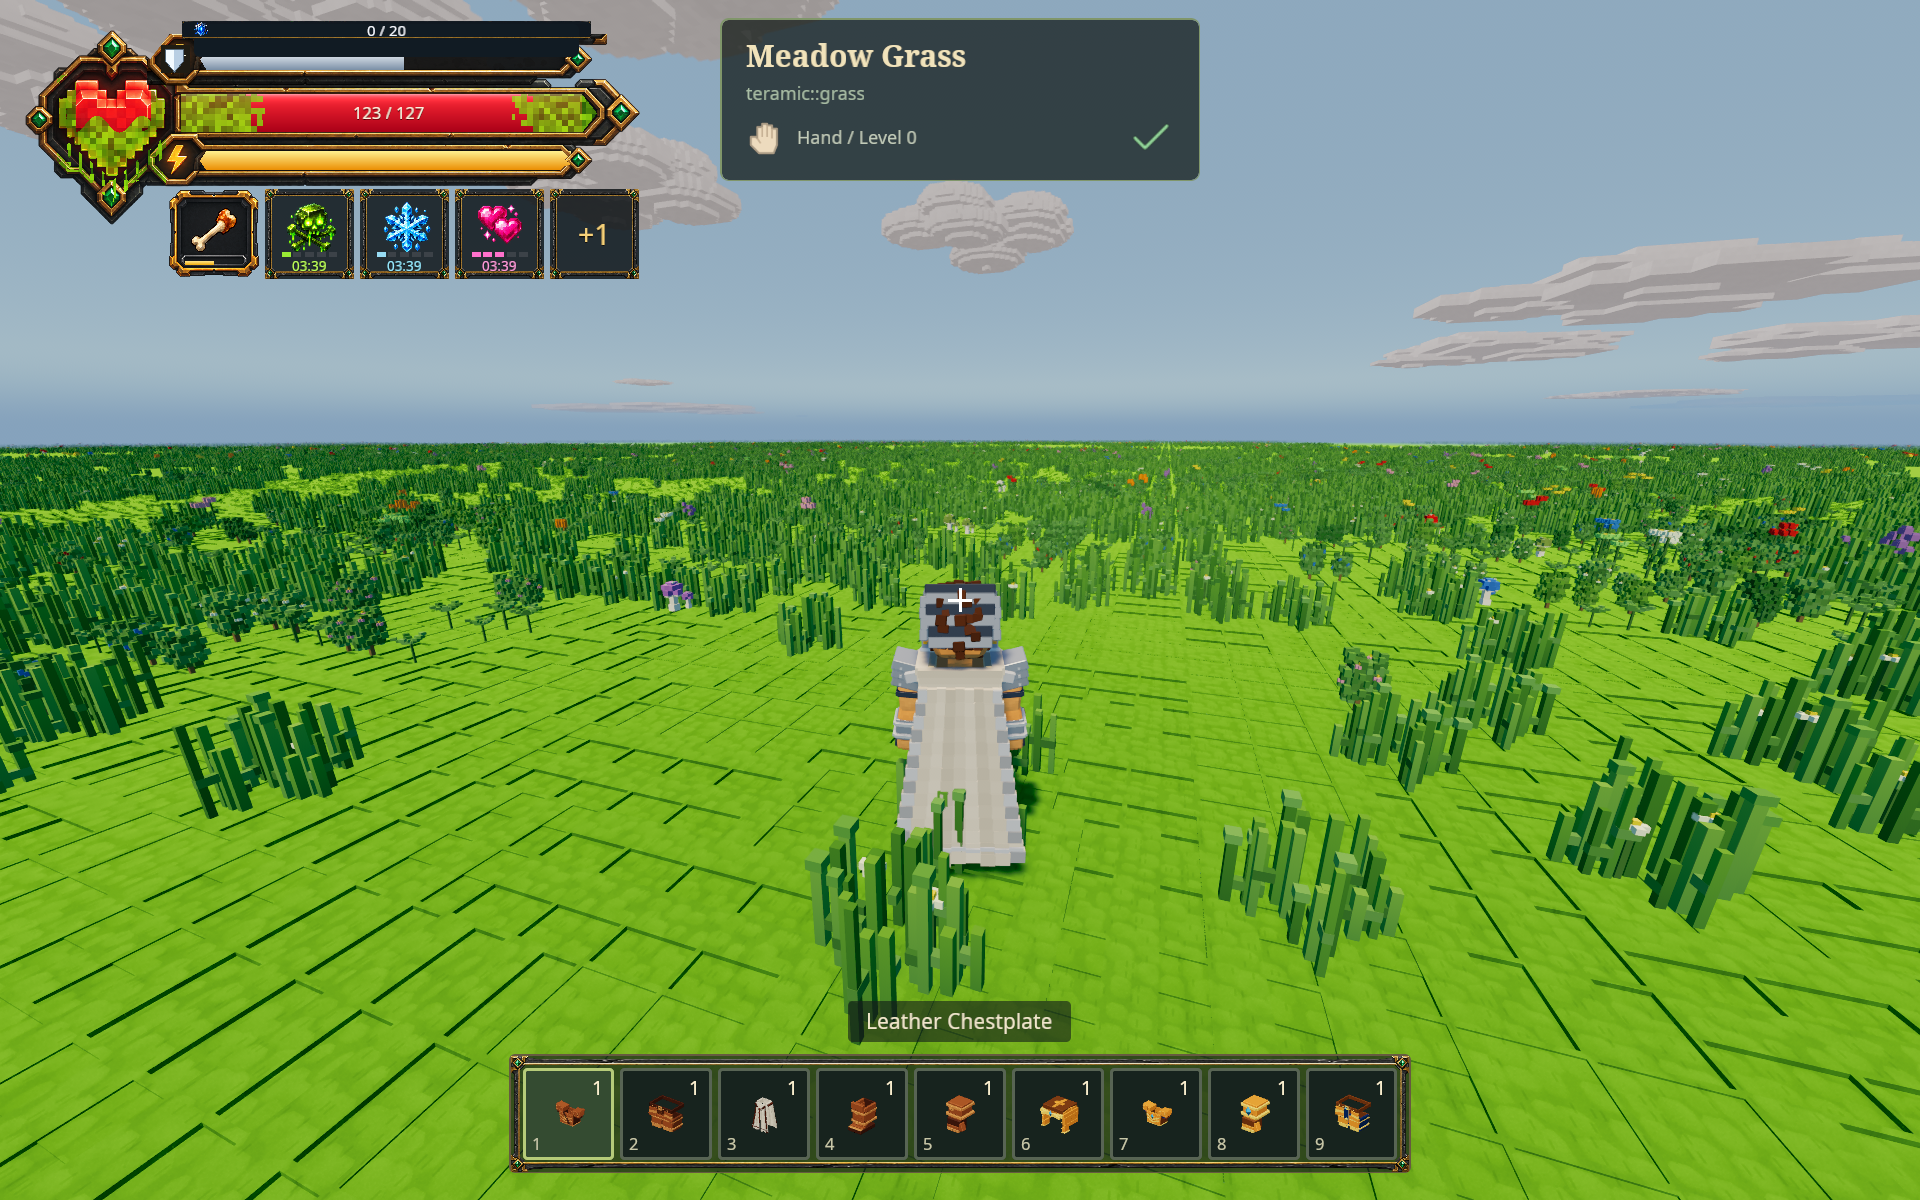 0 / 20
Meadow Grass
teramic::grass
123 / 127
Hand / Level 0
+1
03:39
03:39
03:39
Leather Chestplate
1 1 1 1 1 1 1 1 1
1 2 3 4 5 6 7 8 9